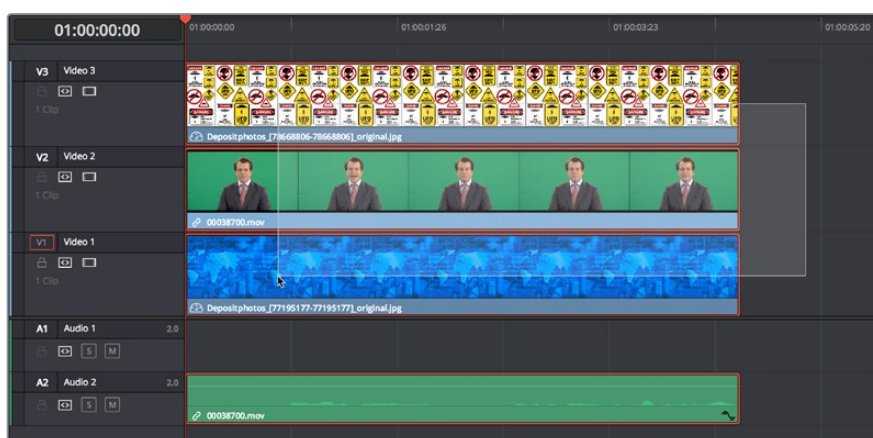 01:00:00:00
01:00:00:00 01:00:01:26 01:00:03:23 01:00:05:20
V3 Video 3
1 Clip
Depositphotos_[78668806-78668806]_original.jpg
V2 Video 2
1 Clip
00038700.mov
V1 Video 1
1 Clip
Depositphotos_[77195177-77195177]_original.jpg
A1 Audio 1 2.0
S M
A2 Audio 2 2.0
S M
00038700.mov